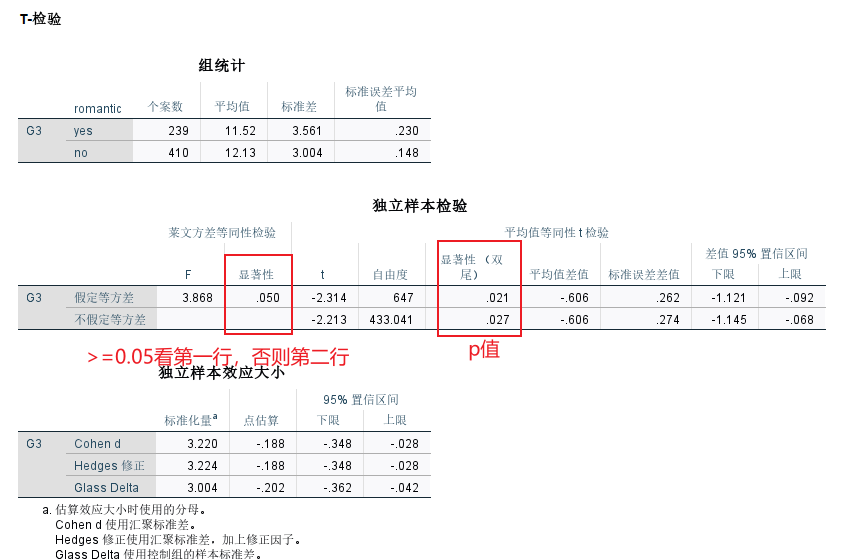 T-检验
组统计
romantic 个案数 平均值 标准差 标准误差平均值
G3 yes 239 11.52 3.561 .230
no 410 12.13 3.004 .148
独立样本检验
莱文方差等同性检验 平均值等同性 t 检验
F 显著性 t 自由度 显著性 (双尾) 平均值差值 标准误差差值 差值 95% 置信区间
下限 上限
G3 假定等方差 3.868 .050 -2.314 647 .021 -.606 .262 -1.121 -.092
不假定等方差 -2.213 433.041 .027 -.606 .274 -1.145 -.068
>=0.05看第一行，否则第二行
p值
独立样本效应大小
标准化量a 点估算 95% 置信区间
下限 上限
G3 Cohen d 3.220 -.188 -.348 -.028
Hedges 修正 3.224 -.188 -.348 -.028
Glass Delta 3.004 -.202 -.362 -.042
a. 估算效应大小时使用的分母。
Cohen d 使用汇聚标准差。
Hedges 修正使用汇聚标准差，加上修正因子。
Glass Delta 使用控制组的样本标准差。